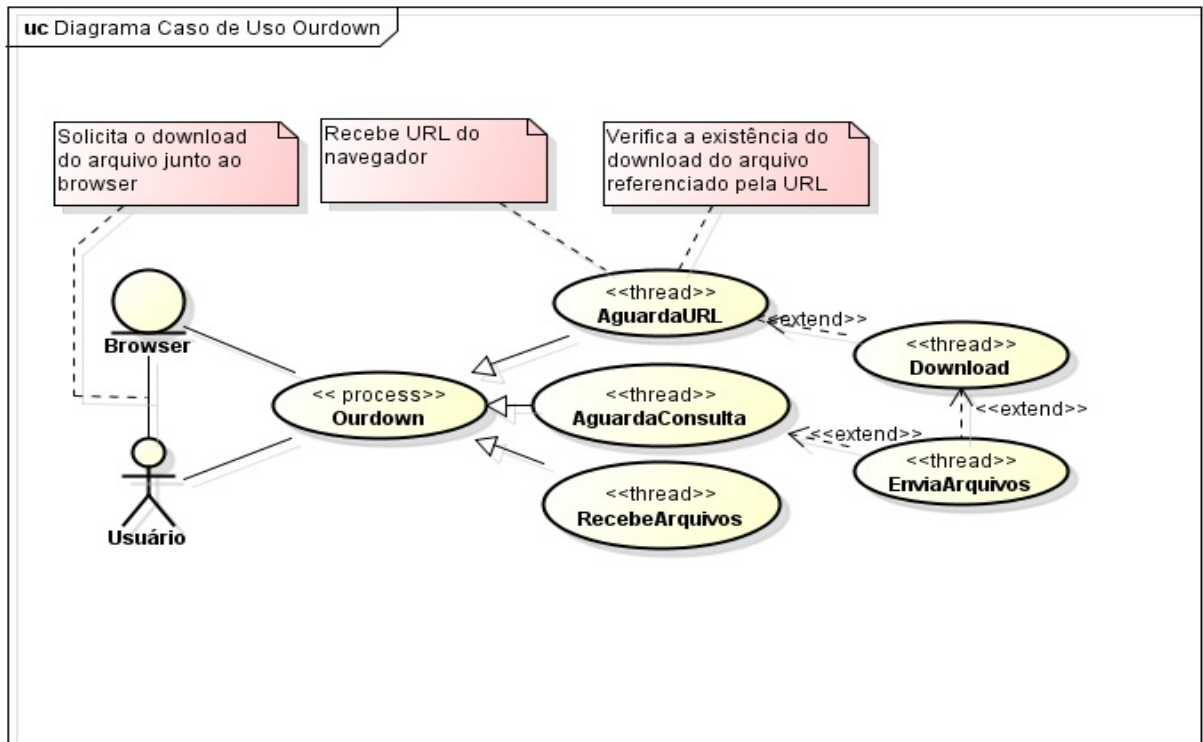 uc Diagrama Caso de Uso Ourdown
Solicita o download
do arquivo junto ao
browser
Recebe URL do
navegador
Verifica a existência do
download do arquivo
referenciado pela URL
<<thread>>
AguardaURL
<<extend>>
<<thread>>
Download
Browser
<< process>>
Ourdown
<<thread>>
AguardaConsulta
<<extend>>
<<extend>>
<<thread>>
EnviaArquivos
<<thread>>
RecebeArquivos
Usuário